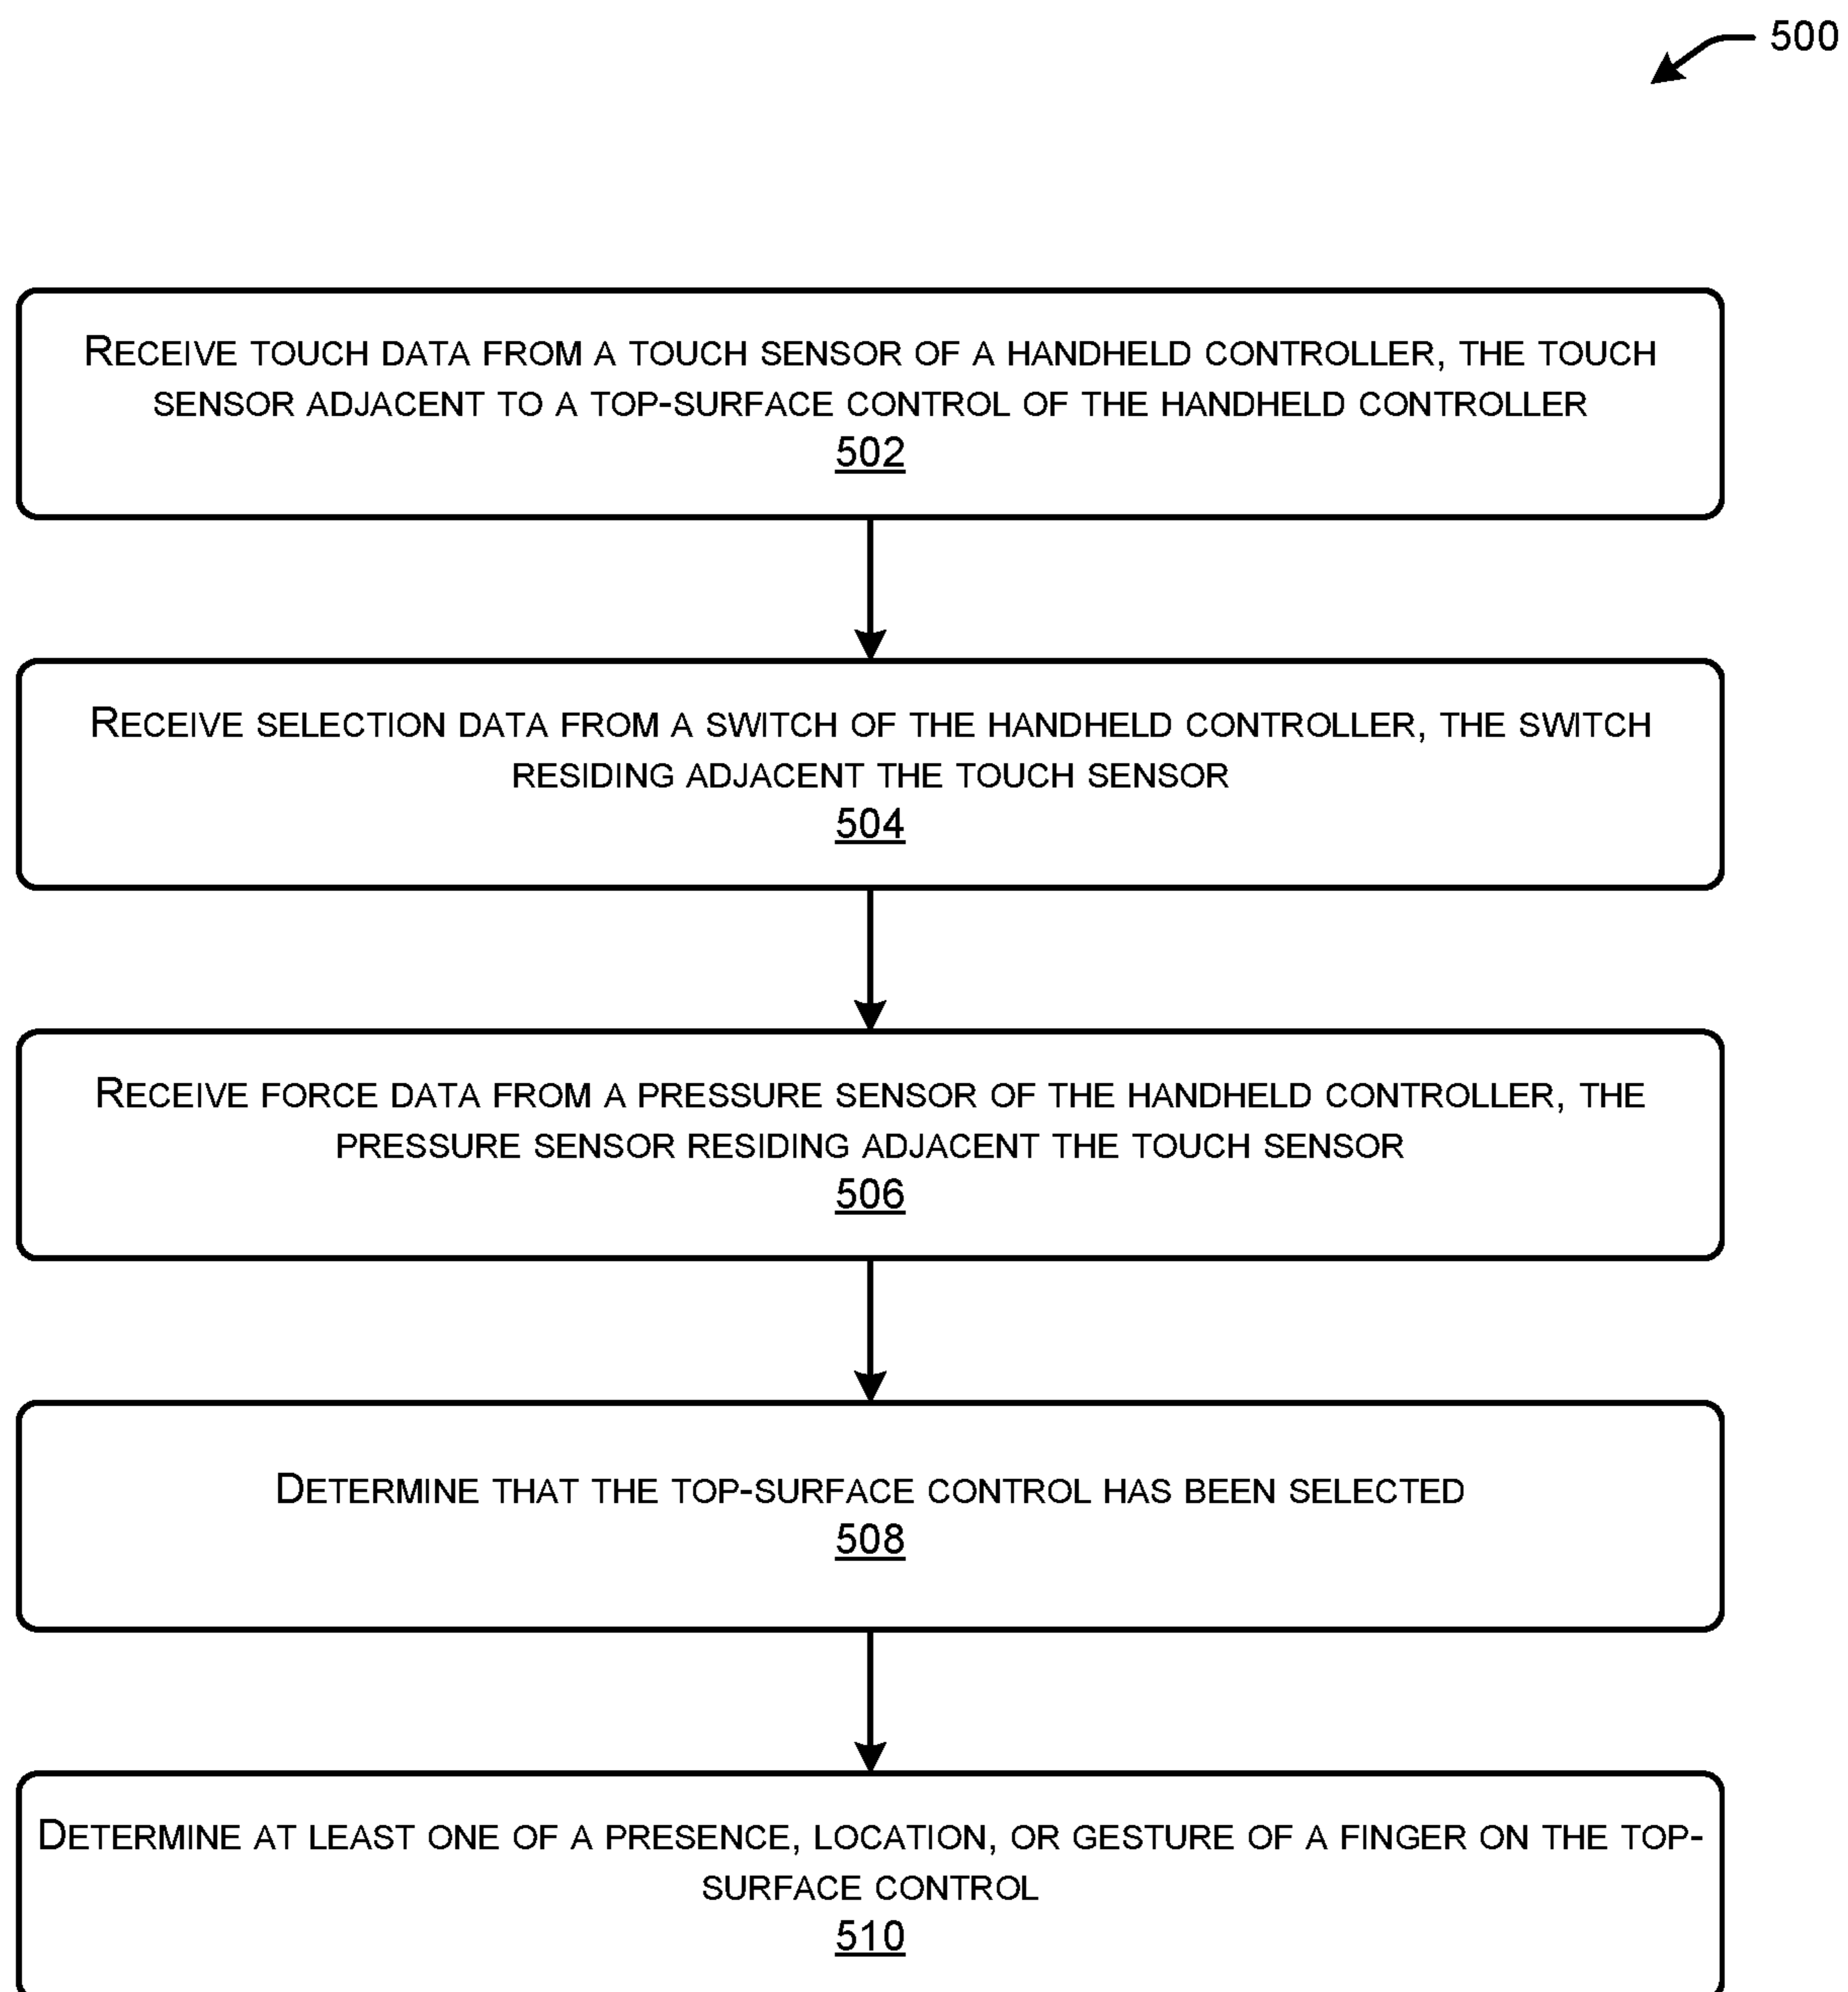 500
RECEIVE TOUCH DATA FROM A TOUCH SENSOR OF A HANDHELD CONTROLLER, THE TOUCH
SENSOR ADJACENT TO A TOP-SURFACE CONTROL OF THE HANDHELD CONTROLLER
502
RECEIVE SELECTION DATA FROM A SWITCH OF THE HANDHELD CONTROLLER, THE SWITCH
RESIDING ADJACENT THE TOUCH SENSOR
504
RECEIVE FORCE DATA FROM A PRESSURE SENSOR OF THE HANDHELD CONTROLLER, THE
PRESSURE SENSOR RESIDING ADJACENT THE TOUCH SENSOR
506
DETERMINE THAT THE TOP-SURFACE CONTROL HAS BEEN SELECTED
508
DETERMINE AT LEAST ONE OF A PRESENCE, LOCATION, OR GESTURE OF A FINGER ON THE TOP-
SURFACE CONTROL
510